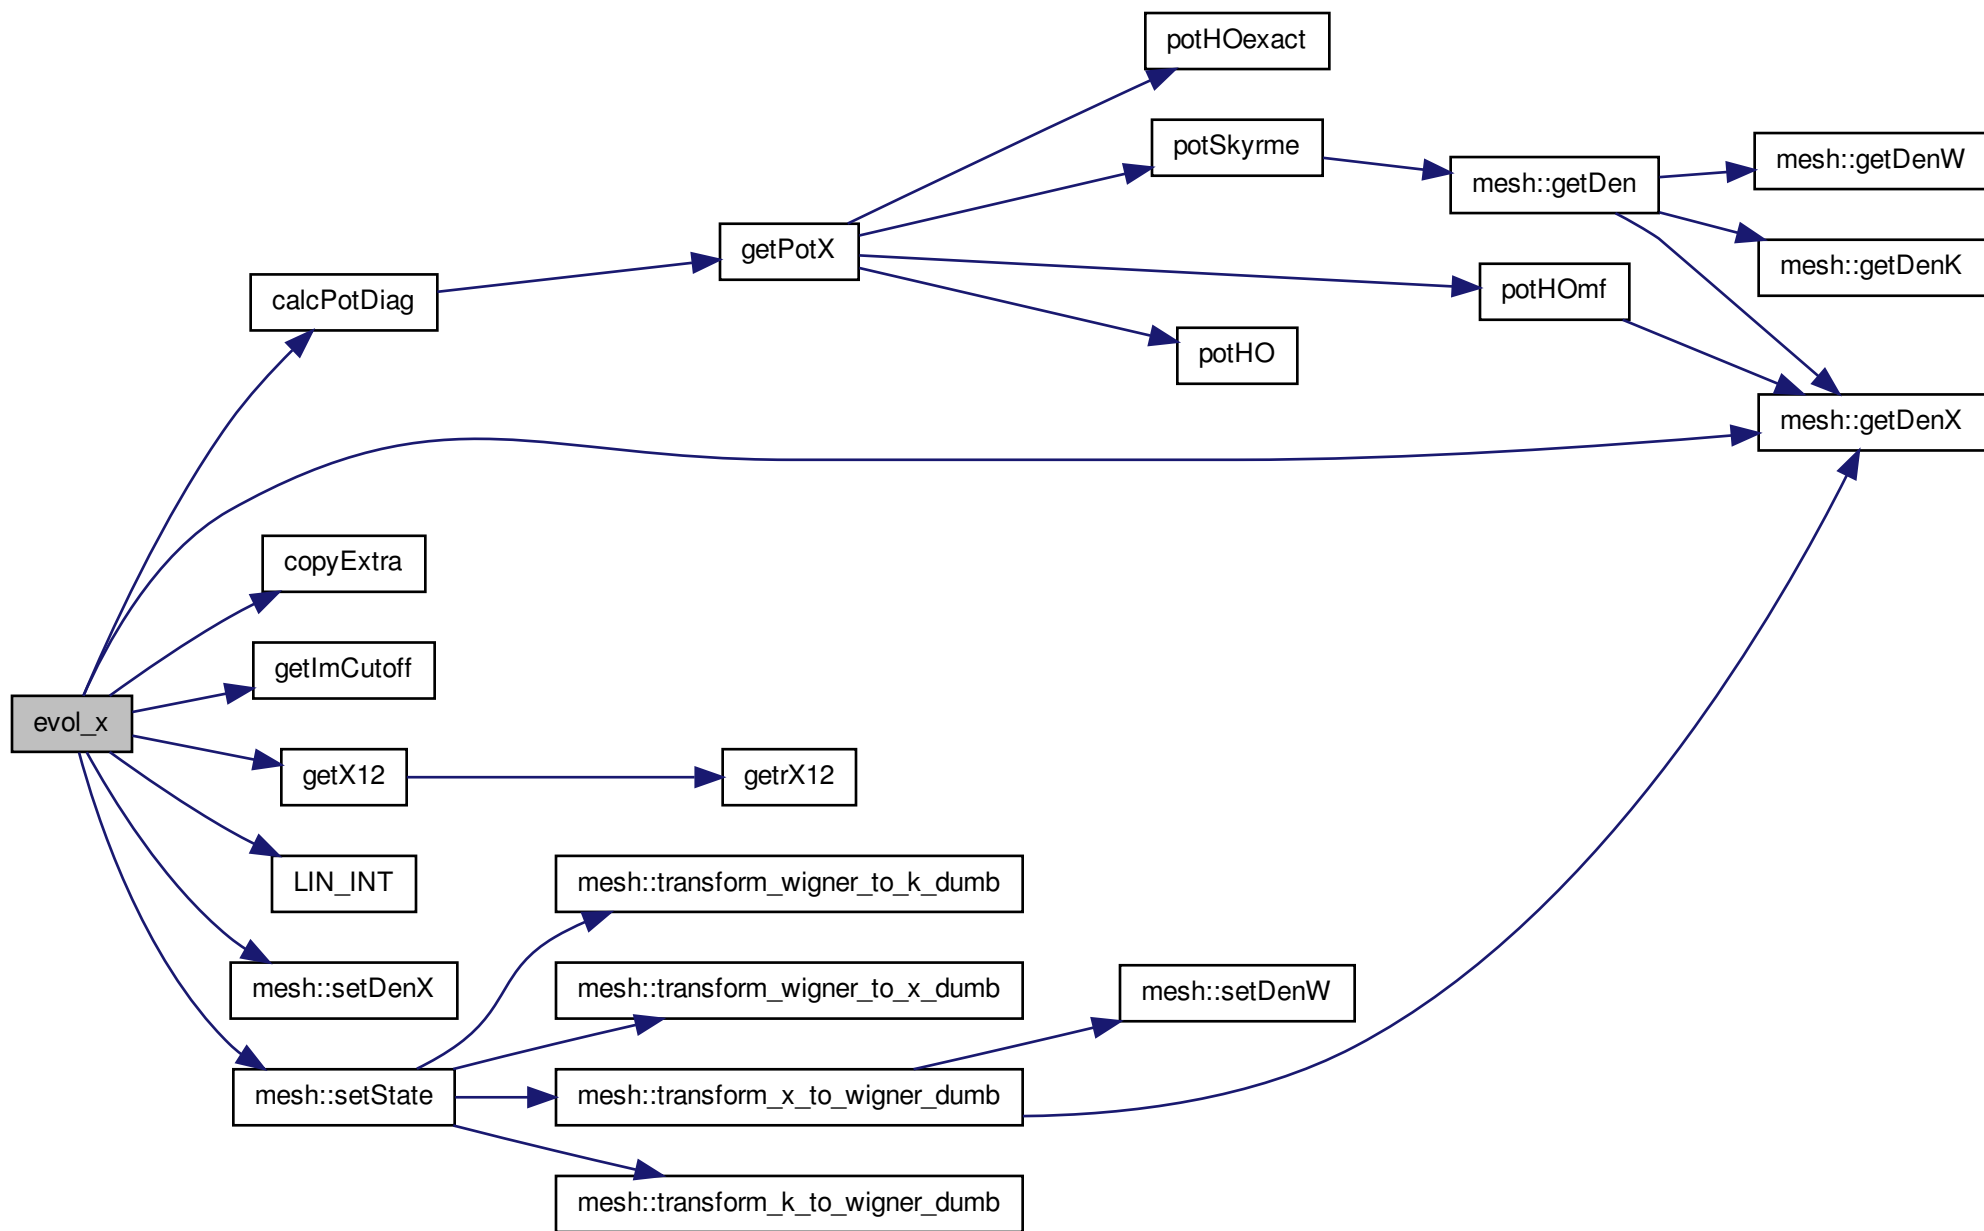 potHOexact
potSkyrme
mesh::getDenW
mesh::getDen
getPotX
mesh::getDenK
potHOmf
calcPotDiag
potHO
mesh::getDenX
copyExtra
getImCutoff
evol_x
getX12
getrX12
LIN_INT
mesh::transform_wigner_to_k_dumb
mesh::setDenX
mesh::transform_wigner_to_x_dumb
mesh::setDenW
mesh::setState
mesh::transform_x_to_wigner_dumb
mesh::transform_k_to_wigner_dumb